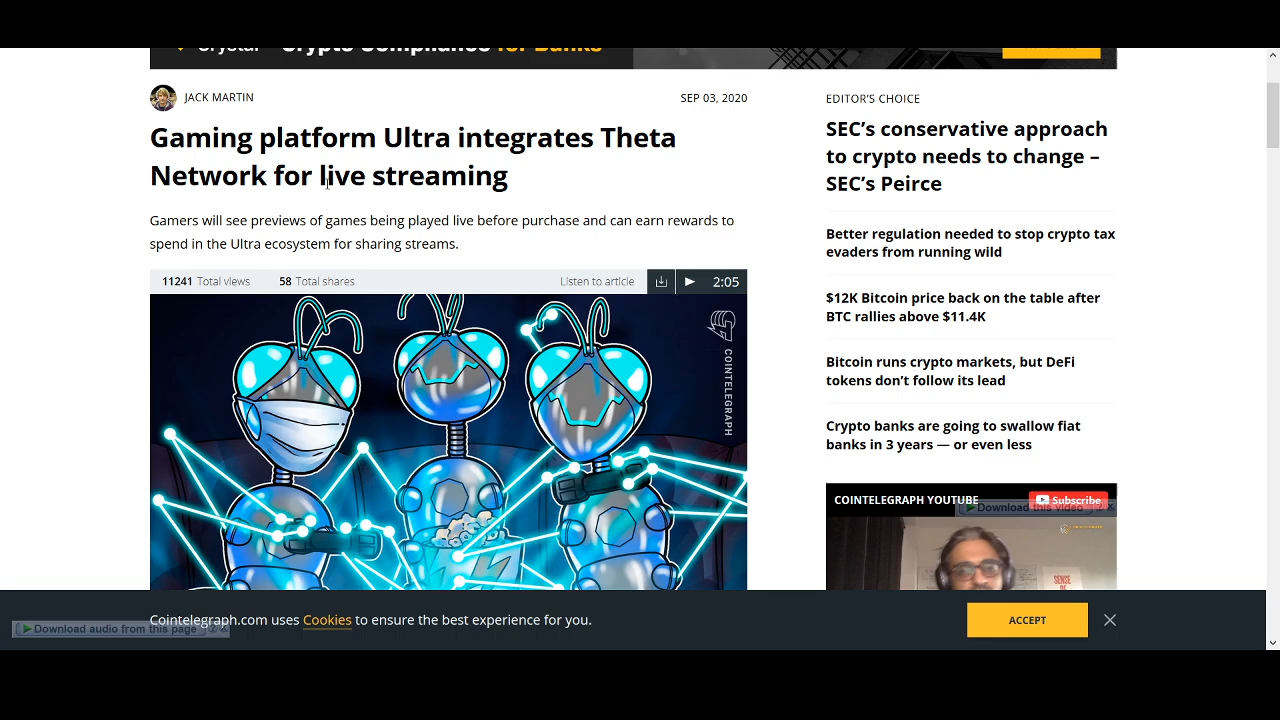 Crystal Crypto Compliance for Banks
JACK MARTIN
SEP 03, 2020
Gaming platform Ultra integrates Theta
Network for live streaming
Gamers will see previews of games being played live before purchase and can earn rewards to
spend in the Ultra ecosystem for sharing streams.
11241 Total views 58 Total shares Listen to article 2:05
COINTELEGRAPH
EDITOR'S CHOICE
SEC’s conservative approach
to crypto needs to change –
SEC’s Peirce
Better regulation needed to stop crypto tax
evaders from running wild
$12K Bitcoin price back on the table after
BTC rallies above $11.4K
Bitcoin runs crypto markets, but DeFi
tokens don’t follow its lead
Crypto banks are going to swallow fiat
banks in 3 years — or even less
COINTELEGRAPH YOUTUBE
Subscribe
Download this video ? X
SENSE
OF
Cointelegraph.com uses Cookies to ensure the best experience for you.
ACCEPT
Download audio from this page ? X